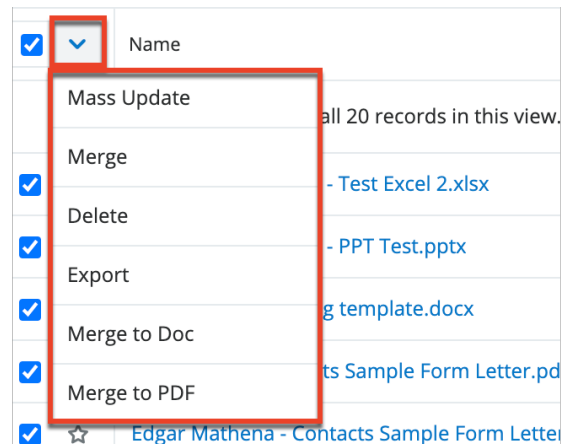 Name
Mass Update
all 20 records in this view.
Merge
- Test Excel 2.xlsx
Delete
- PPT Test.pptx
Export
template.docx
Merge to Doc
Sample Form Letter.pd
Merge to PDF
Edgar Mathena - Contacts Sample Form Letter